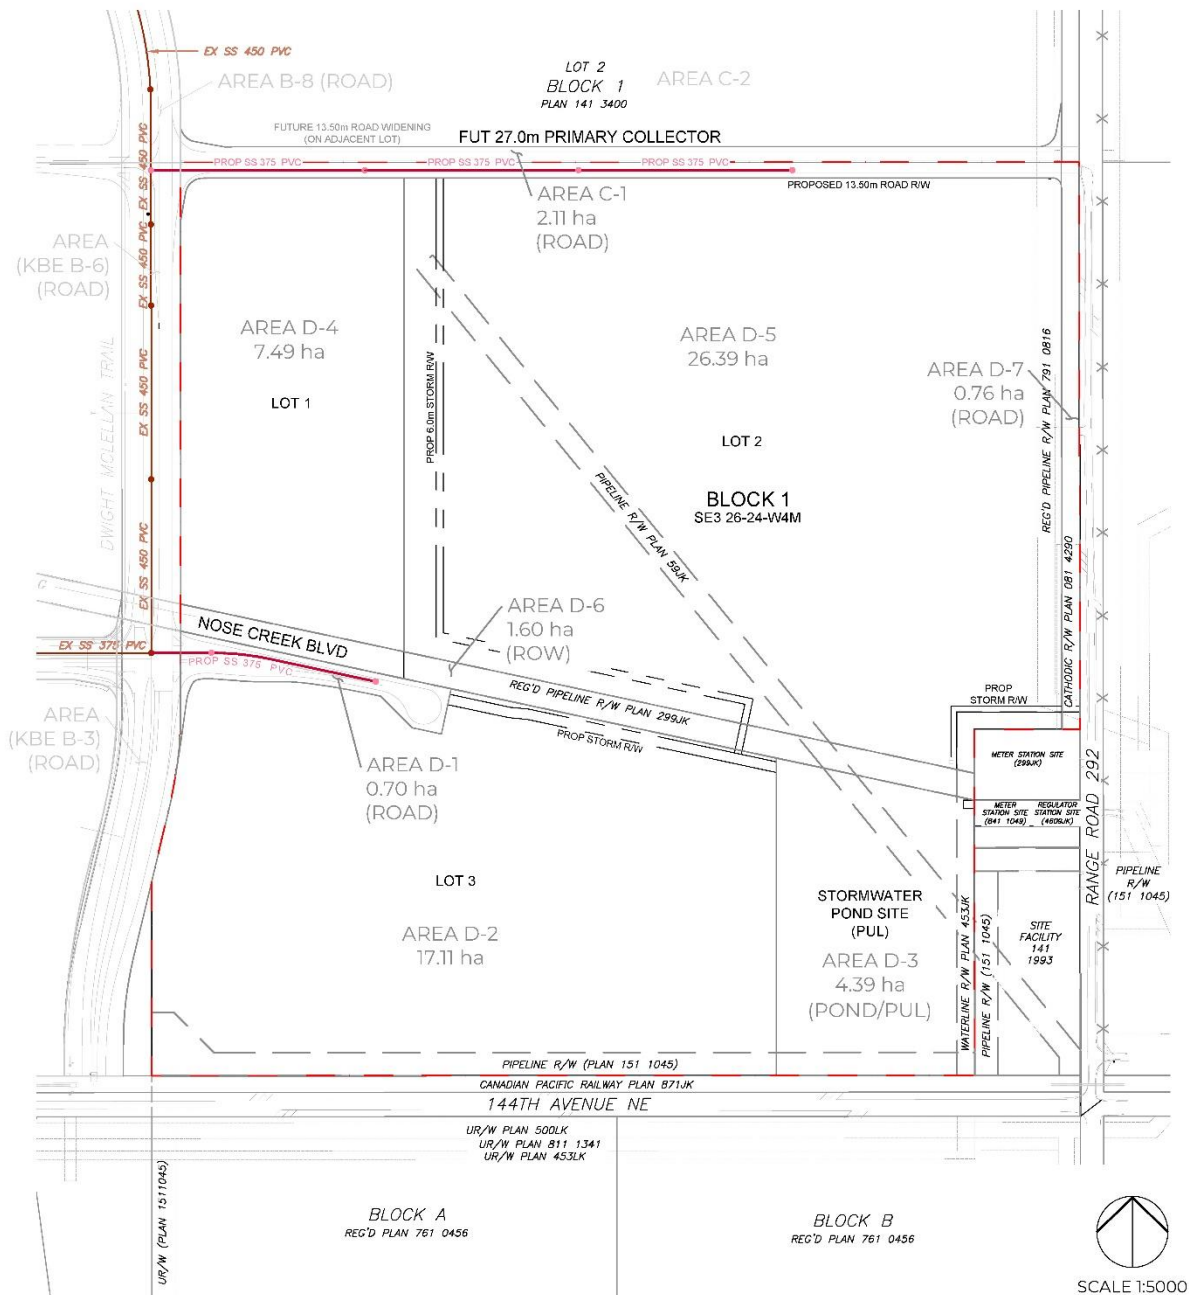 EX SS 450 PVC
AREA B-8 (ROAD)
LOT 2
BLOCK 1
PLAN 141 3400
AREA C-2
FUTURE 13.50m ROAD WIDENING
(ON ADJACENT LOT)
FUT 27.0m PRIMARY COLLECTOR
EX SS 450 PVC
PROP SS 375 PVC
PROP SS 375 PVC
PROP SS 375 PVC
EX SS 450 PVC
PROPOSED 13.50m ROAD R/W
AREA C-1
2.11 ha
(ROAD)
AREA
(KBE B-6)
(ROAD)
EX SS 450 PVC
AREA D-4
7.49 ha
LOT 1
AREA D-5
26.39 ha
LOT 2
BLOCK 1
SE3 26-24-W4M
AREA D-7
0.76 ha
(ROAD)
REG'D PIPELINE R/W PLAN 791 0816
DWIGHT MCLELLAN TRAIL
EX SS 450 PVC
PROP 6.0m STORM R/W
PIPELINE R/W PLAN 59JK
EX SS 450 PVC
CATHODIC R/W PLAN 081 4290
AREA D-6
1.60 ha
(ROW)
NOSE CREEK BLVD
EX SS 375 PVC
PROP SS 375 PVC
REG'D PIPELINE R/W PLAN 299JK
PROP STORM R/W
PROP
STORM R/W
AREA
(KBE B-3)
(ROAD)
AREA D-1
0.70 ha
(ROAD)
METER STATION SITE
(299JK)
METER
STATION SITE
(841 1049)
REGULATOR
STATION SITE
(4609JK)
RANGE ROAD 292
PIPELINE
R/W
(151 1045)
LOT 3
AREA D-2
17.11 ha
STORMWATER
POND SITE
(PUL)
AREA D-3
4.39 ha
(POND/PUL)
WATERLINE R/W PLAN 453JK
PIPELINE R/W (151 1045)
SITE
FACILITY
141
1993
PIPELINE R/W (PLAN 151 1045)
CANADIAN PACIFIC RAILWAY PLAN 871JK
144TH AVENUE NE
UR/W PLAN 500LK
UR/W PLAN 811 1341
UR/W PLAN 453LK
UR/W (PLAN 1511045)
BLOCK A
REG'D PLAN 761 0456
BLOCK B
REG'D PLAN 761 0456
SCALE 1:5000